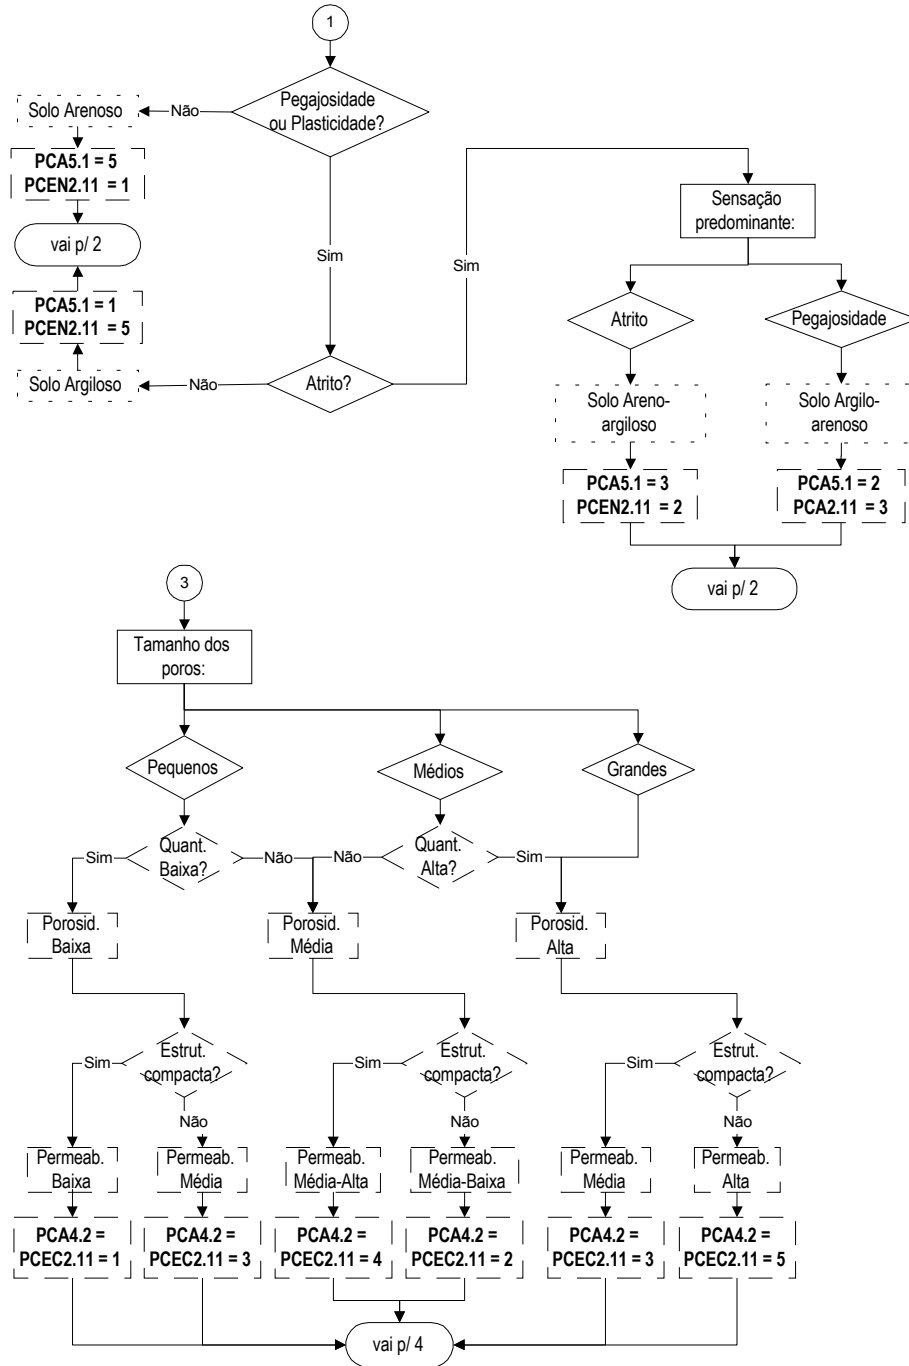 1
Pegajosidade
ou Plasticidade?
Não
Solo Arenoso
PCA5.1 = 5
PCEN2.11 = 1
vai p/ 2
PCA5.1 = 1
PCEN2.11 = 5
Solo Argiloso
Não
Atrito?
Sim
Sim
Sensação
predominante:
Atrito
Pegajosidade
Solo Areno-
argiloso
Solo Argilo-
arenoso
PCA5.1 = 3
PCEN2.11 = 2
PCA5.1 = 2
PCA2.11 = 3
vai p/ 2
3
Tamanho dos
poros:
Pequenos
Médios
Grandes
Sim
Quant.
Baixa?
Não
Não
Quant.
Alta?
Sim
Porosid.
Baixa
Porosid.
Média
Porosid.
Alta
Sim
Estrut.
compacta?
Não
Sim
Estrut.
compacta?
Não
Sim
Estrut.
compacta?
Não
Permeab.
Baixa
Permeab.
Média
Permeab.
Média-Alta
Permeab.
Média-Baixa
Permeab.
Média
Permeab.
Alta
PCA4.2 =
PCEC2.11 = 1
PCA4.2 =
PCEC2.11 = 3
PCA4.2 =
PCEC2.11 = 4
PCA4.2 =
PCEC2.11 = 2
PCA4.2 =
PCEC2.11 = 3
PCA4.2 =
PCEC2.11 = 5
vai p/ 4